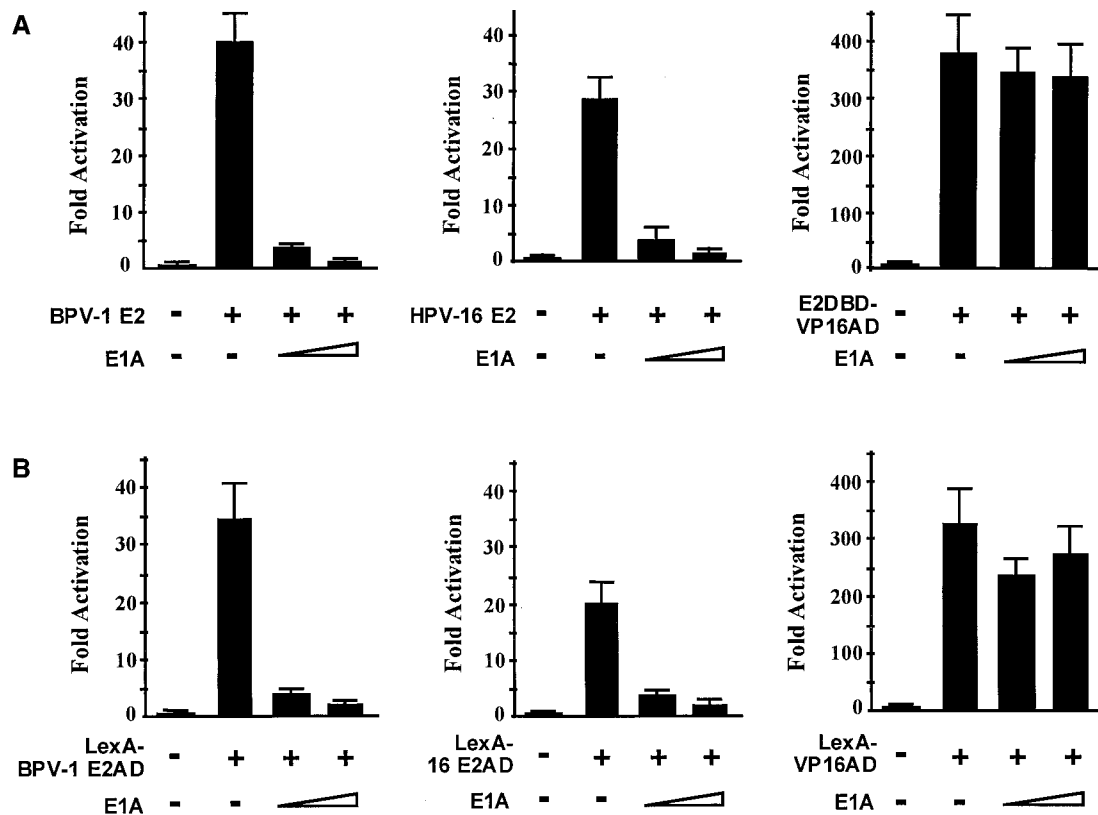 A
Fold Activation
40
30
20
10
0
BPV-1 E2 - + + +
E1A - -
Fold Activation
40
30
20
10
0
HPV-16 E2 - + + +
E1A - -
Fold Activation
400
300
200
100
0
E2DBD-
VP16AD - + + +
E1A - -
B
Fold Activation
40
30
20
10
0
LexA-
BPV-1 E2AD - + + +
E1A - -
Fold Activation
40
30
20
10
0
LexA-
16 E2AD - + + +
E1A - -
Fold Activation
400
300
200
100
0
LexA-
VP16AD - + + +
E1A - -